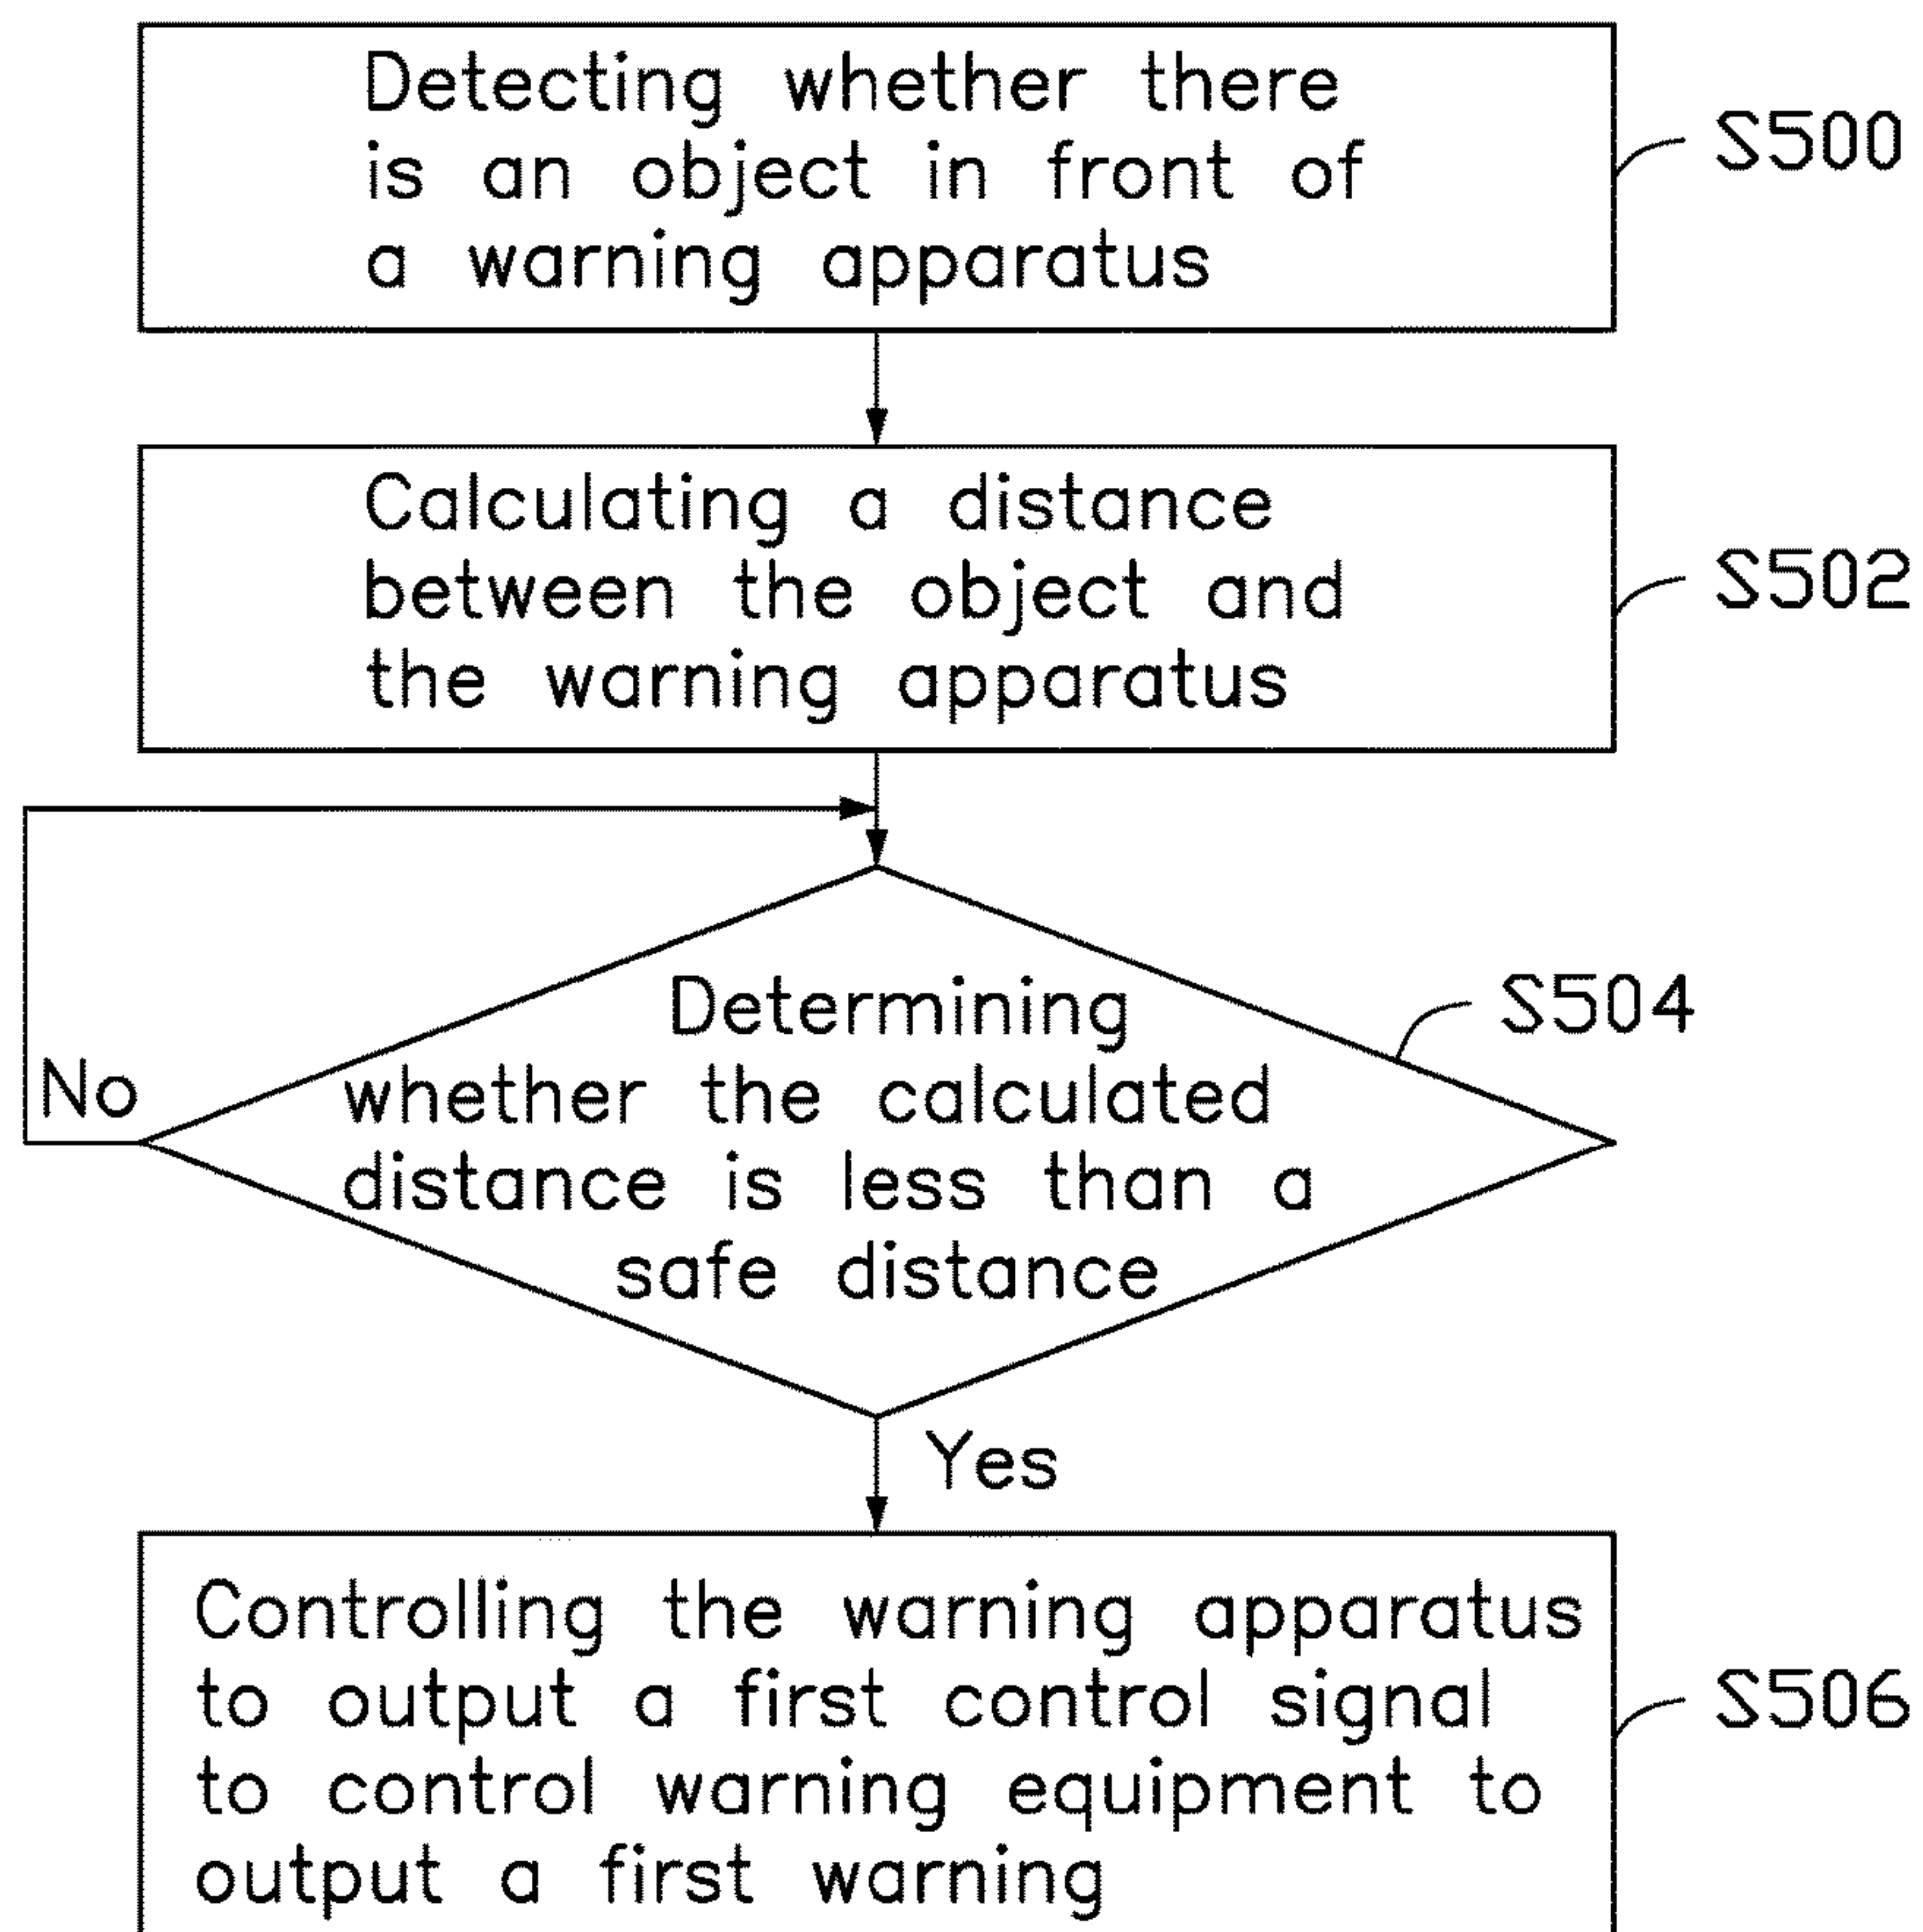 Detecting whether there
is an object in front of
a warning apparatus
S500
Calculating a distance
between the object and
the warning apparatus
S502
Determining
whether the calculated
distance is less than a
safe distance
S504
No
Yes
Controlling the warning apparatus
to output a first control signal
to control warning equipment to
output a first warning
S506